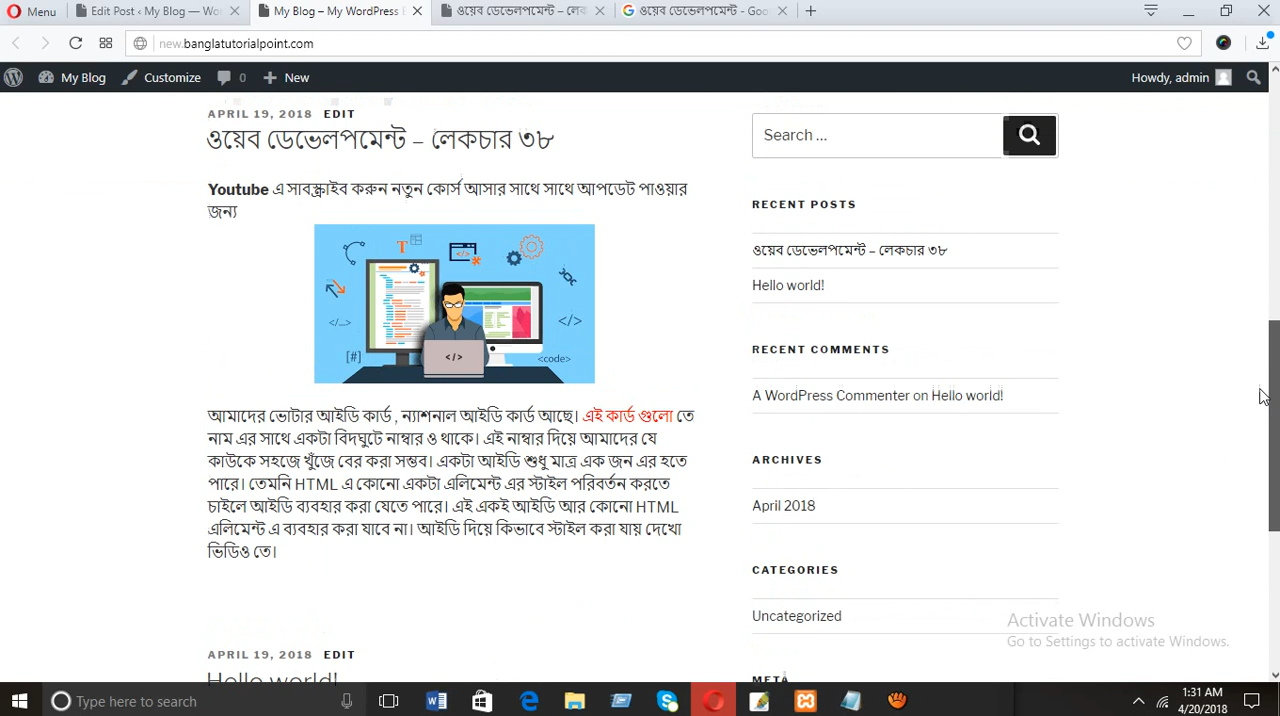 Menu
Edit Post ‹ My Blog — Wo
My Blog – My WordPress
ওয়েব ডেভেলপমেন্ট – লেক
ওয়েব ডেভেলপমেন্ট - Goo
new.banglatutorialpoint.com
My Blog
Customize
0
New
Howdy, admin
APRIL 19, 2018 EDIT
ওয়েব ডেভেলপমেন্ট – লেকচার ৩৮
Youtube এ সাবস্ক্রাইব করুন নতুন কোর্স আসার সাথে সাথে আপডেট পাওয়ার
জন্য
T
</>
</...>
</>
[#]
</>
<code>
আমাদের ভোটার আইডি কার্ড , ন্যাশনাল আইডি কার্ড আছে। এই কার্ড গুলো তে
নাম এর সাথে একটা বিদঘুটে নাম্বার ও থাকে। এই নাম্বার দিয়ে আমাদের যে
কাউকে সহজে খুঁজে বের করা সম্ভব। একটা আইডি শুধু মাত্র এক জন এর হতে
পারে। তেমনি HTML এ কোনো একটা এলিমেন্ট এর স্টাইল পরিবর্তন করতে
চাইলে আইডি ব্যবহার করা যেতে পারে। এই একই আইডি আর কোনো HTML
এলিমেন্ট এ ব্যবহার করা যাবে না। আইডি দিয়ে কিভাবে স্টাইল করা যায় দেখো
ভিডিও তে।
APRIL 19, 2018 EDIT
Hello world!
Search ...
RECENT POSTS
ওয়েব ডেভেলপমেন্ট – লেকচার ৩৮
Hello world!
RECENT COMMENTS
A WordPress Commenter on Hello world!
ARCHIVES
April 2018
CATEGORIES
Uncategorized
META
Activate Windows
Go to Settings to activate Windows.
Type here to search
1:31 AM
4/20/2018